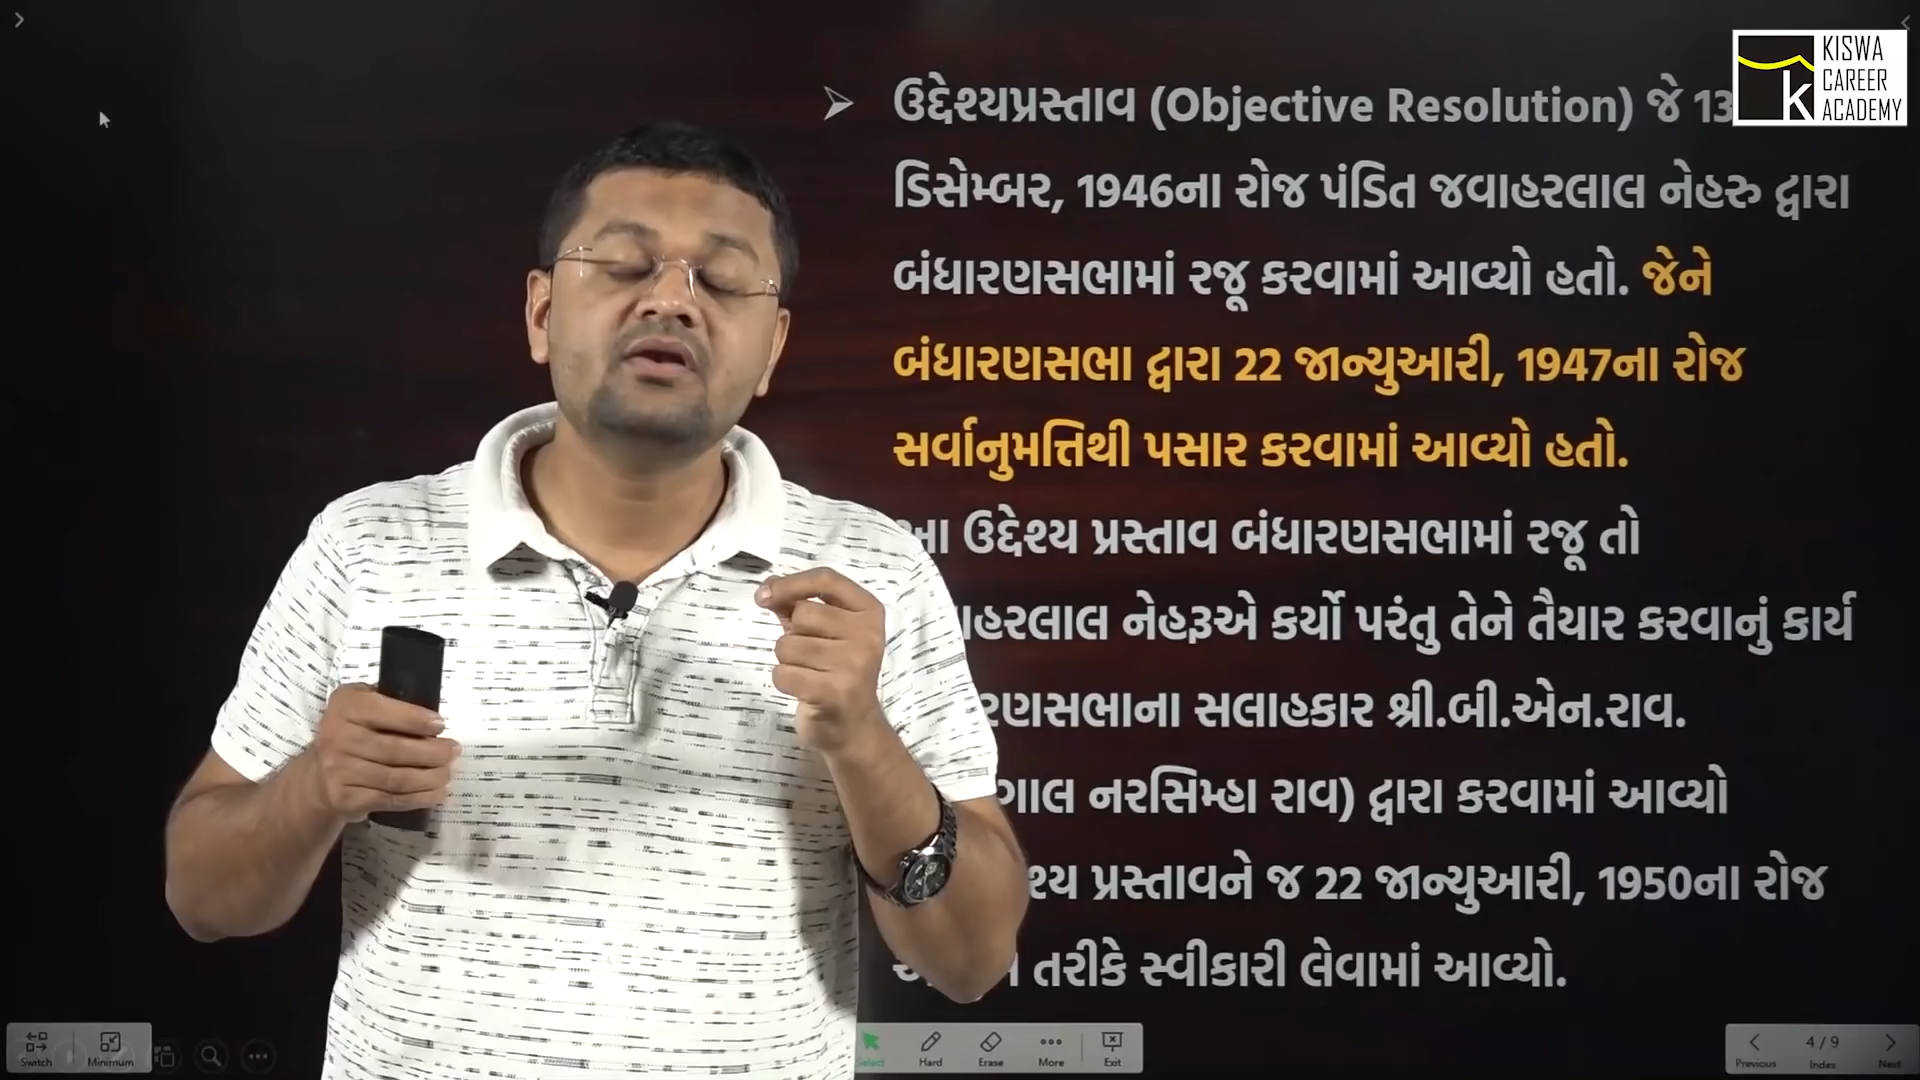 KISWA
CAREER
ACADEMY
ઉદ્દેશ્યપ્રસ્તાવ (Objective Resolution) જે 13
ડિસેમ્બર, 1946ના રોજ પંડિત જવાહરલાલ નેહરુ દ્વારા
બંધારણસભામાં રજૂ કરવામાં આવ્યો હતો. જેને
બંધારણસભા દ્વારા 22 જાન્યુઆરી, 1947ના રોજ
સર્વાનુમત્તિથી પસાર કરવામાં આવ્યો હતો.
આ ઉદ્દેશ્ય પ્રસ્તાવ બંધારણસભામાં રજૂ તો
નેહરૂએ કર્યો પરંતુ તેને તૈયાર કરવાનું કાર્ય
સલાહકાર શ્રી.બી.એન.રાવ.
નરસિમ્હા રાવ) દ્વારા કરવામાં આવ્યો
પ્રસ્તાવને જ 22 જાન્યુઆરી, 1950ના રોજ
તરીકે સ્વીકારી લેવામાં આવ્યો.
Switch
Minimum
Select
Hard
Erase
More
Exit
Previous
4 / 9
Index
Next